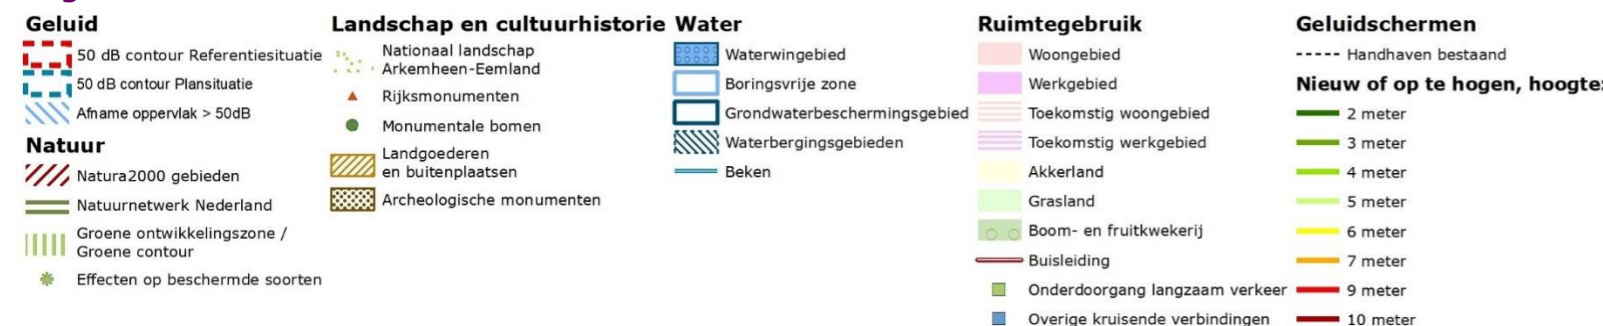 Geluid
50 dB contour Referentiesituatie
50 dB contour Plansituatie
Afname oppervlak > 50dB
Natuur
Natura2000 gebieden
Natuurnetwerk Nederland
Groene ontwikkelingszone /
Groene contour
Effecten op beschermde soorten
Landschap en cultuurhistorie
Nationaal landschap
Arkemheen-Eemland
Rijksmonumenten
Monumentale bomen
Landgoederen
en buitenplaatsen
Archeologische monumenten
Water
Waterwingebied
Boringsvrije zone
Grondwaterbeschermingsgebied
Waterbergingsgebieden
Beken
Ruimtegebruik
Woongebied
Werkgebied
Toekomstig woongebied
Toekomstig werkgebied
Akkerland
Grasland
Boom- en fruitkwekerij
Buisleiding
Onderdoorgang langzaam verkeer
Overige kruisende verbindingen
Geluidschermen
Handhaven bestaand
Nieuw of op te hogen, hoogte:
2 meter
3 meter
4 meter
5 meter
6 meter
7 meter
9 meter
10 meter